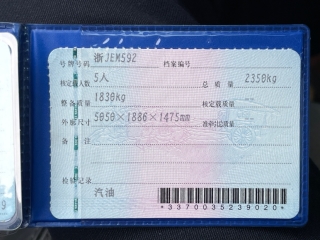 号牌号码 浙JEM592 档案编号
核定载人数 5人 总质量 2350kg
整备质量 1830kg 核定载质量
外廓尺寸 5050×1886×1475mm 准牵引总质量
备注
检验记录
汽油
*3370035239020*